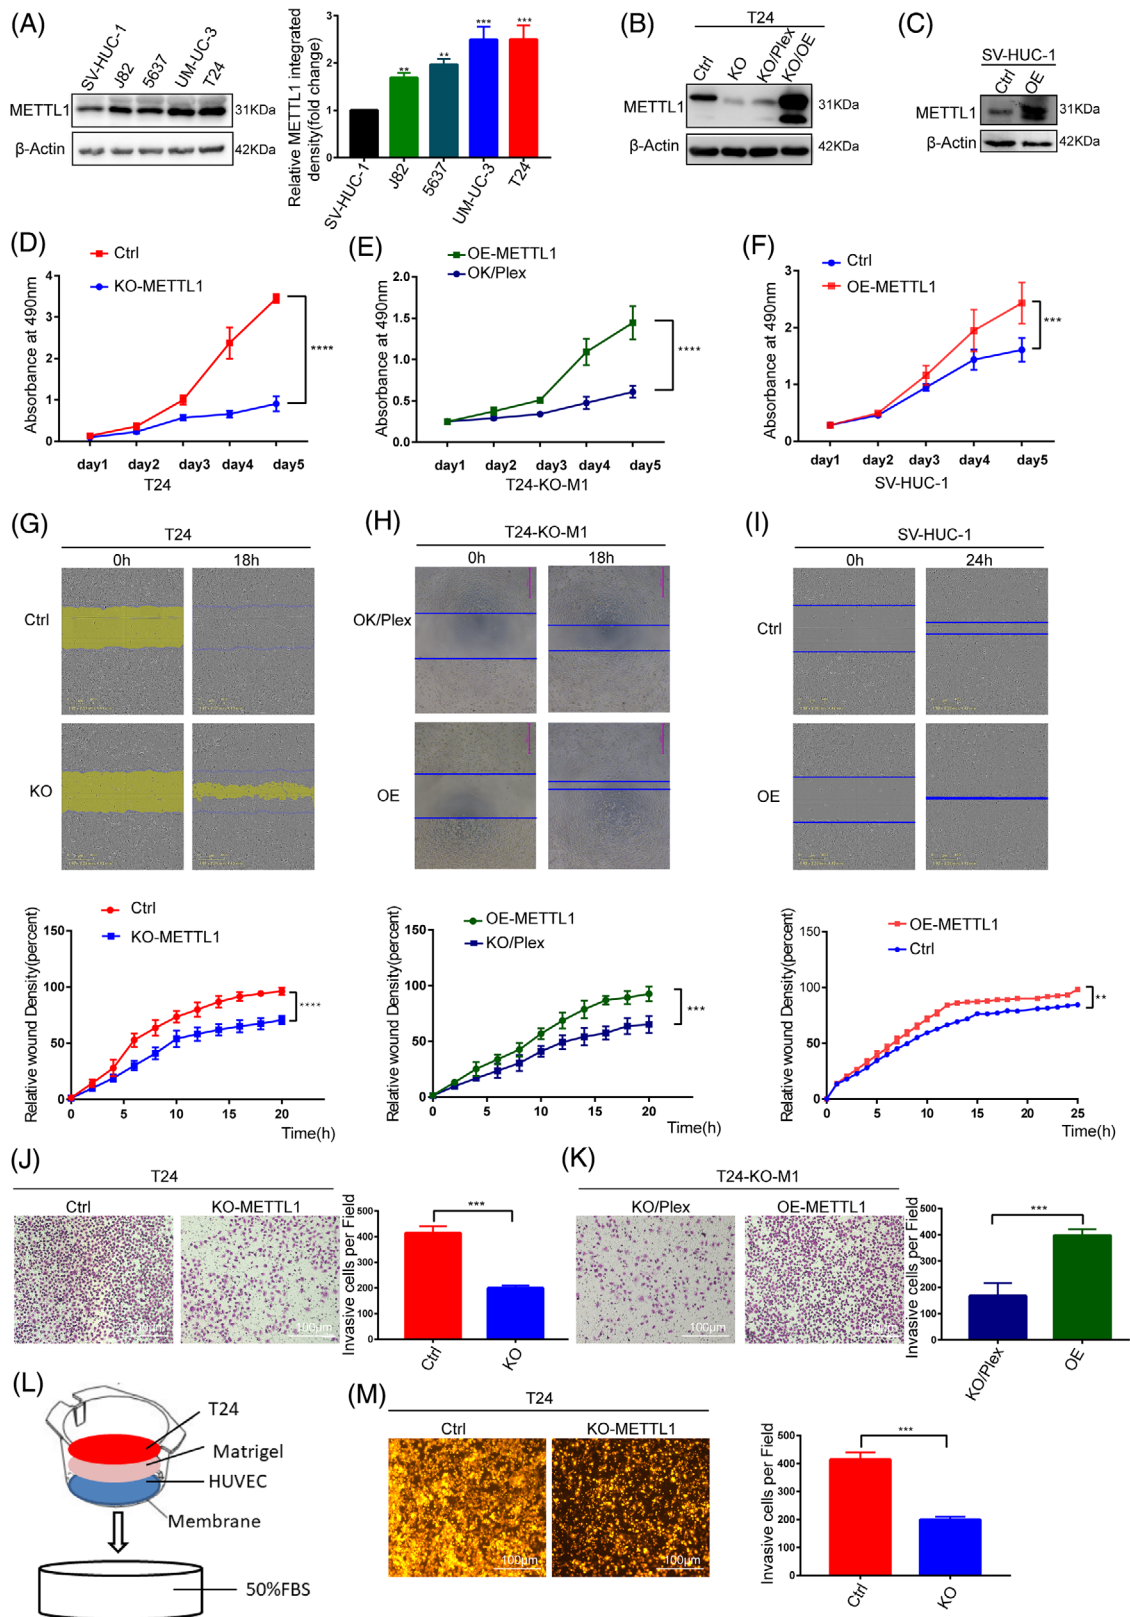 (A)
SV-HUC-1
J82
5637
UM-UC-3
T24
METTL1
31KDa
β-Actin
42KDa
Relative METTL1 integrated
density(fold change)
3
2
1
0
**
**
***
***
SV-HUC-1
J82
5637
UM-UC-3
T24
(B)
T24
Ctrl
KO
KO/Plex
KO/OE
METTL1
31KDa
β-Actin
42KDa
(C)
SV-HUC-1
Ctrl
OE
METTL1
31KDa
β-Actin
42KDa
(D)
Ctrl
KO-METTL1
Absorbance at 490nm
4
3
2
1
0
****
day1 day2 day3 day4 day5
T24
(E)
OE-METTL1
OK/Plex
Absorbance at 490nm
2.0
1.5
1.0
0.5
0.0
****
day1 day2 day3 day4 day5
T24-KO-M1
(F)
Ctrl
OE-METTL1
Absorbance at 490nm
3
2
1
0
***
day1 day2 day3 day4 day5
SV-HUC-1
(G)
T24
0h 18h
Ctrl
KO
Ctrl
KO-METTL1
Relative wound Density(percent)
150
100
50
0
****
0 5 10 15 20
Time(h)
(H)
T24-KO-M1
0h 18h
OK/Plex
OE
OE-METTL1
KO/Plex
Relative wound Density(percent)
150
100
50
0
***
0 5 10 15 20
Time(h)
(I)
SV-HUC-1
0h 24h
Ctrl
OE
OE-METTL1
Ctrl
Relative wound Density(percent)
150
100
50
0
**
0 5 10 15 20 25
Time(h)
(J)
T24
Ctrl KO-METTL1
100μm
100μm
Invasive cells per Field
500
400
300
200
100
0
***
Ctrl
KO
(K)
T24-KO-M1
KO/Plex OE-METTL1
100μm
100μm
Invasive cells per Field
500
400
300
200
100
0
***
KO/Plex
OE
(L)
T24
Matrigel
HUVEC
Membrane
50%FBS
(M)
T24
Ctrl KO-METTL1
100μm
100μm
Invasive cells per Field
500
400
300
200
100
0
***
Ctrl
KO